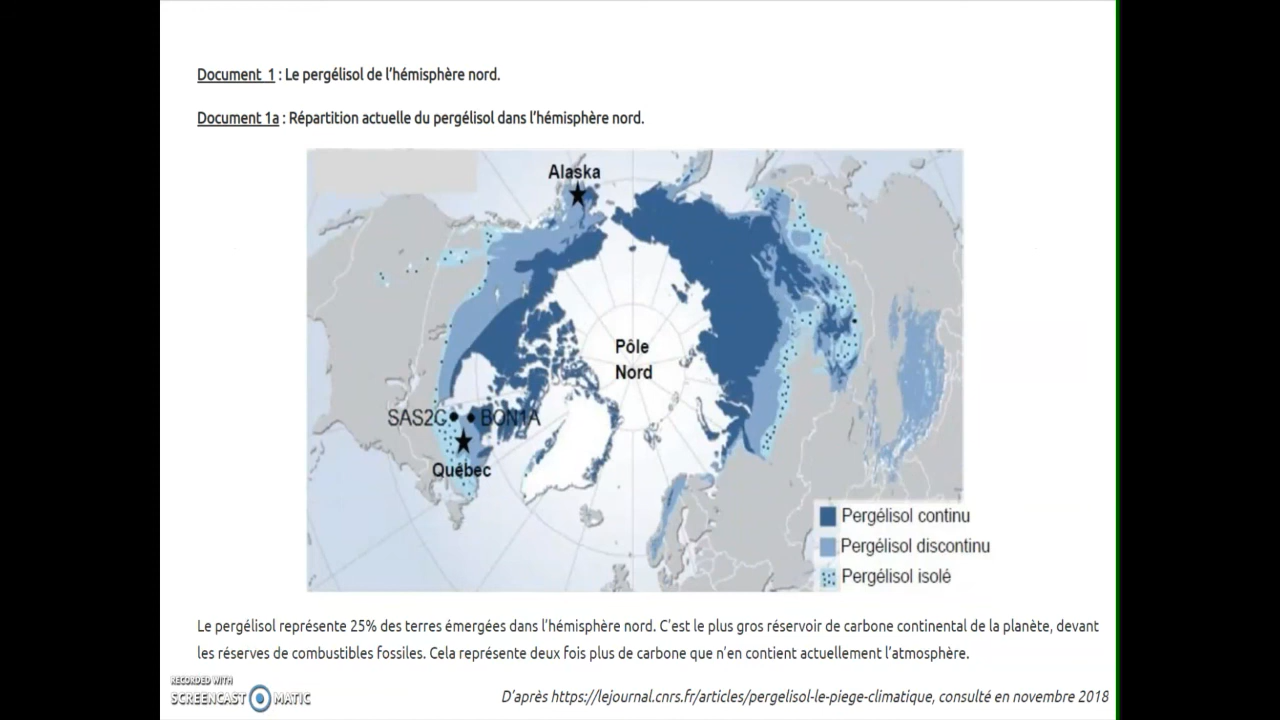 Document 1 : Le pergélisol de l'hémisphère nord.
Document 1a : Répartition actuelle du pergélisol dans l'hémisphère nord.
Alaska
Pôle
Nord
SAS2C BON1A
Québec
Pergélisol continu
Pergélisol discontinu
Pergélisol isolé
Le pergélisol représente 25% des terres émergées dans l'hémisphère nord. C'est le plus gros réservoir de carbone continental de la planète, devant
les réserves de combustibles fossiles. Cela représente deux fois plus de carbone que n'en contient actuellement l'atmosphère.
RECORDED WITH
SCREENCAST MATIC
D'après https://lejournal.cnrs.fr/articles/pergelisol-le-piege-climatique, consulté en novembre 2018